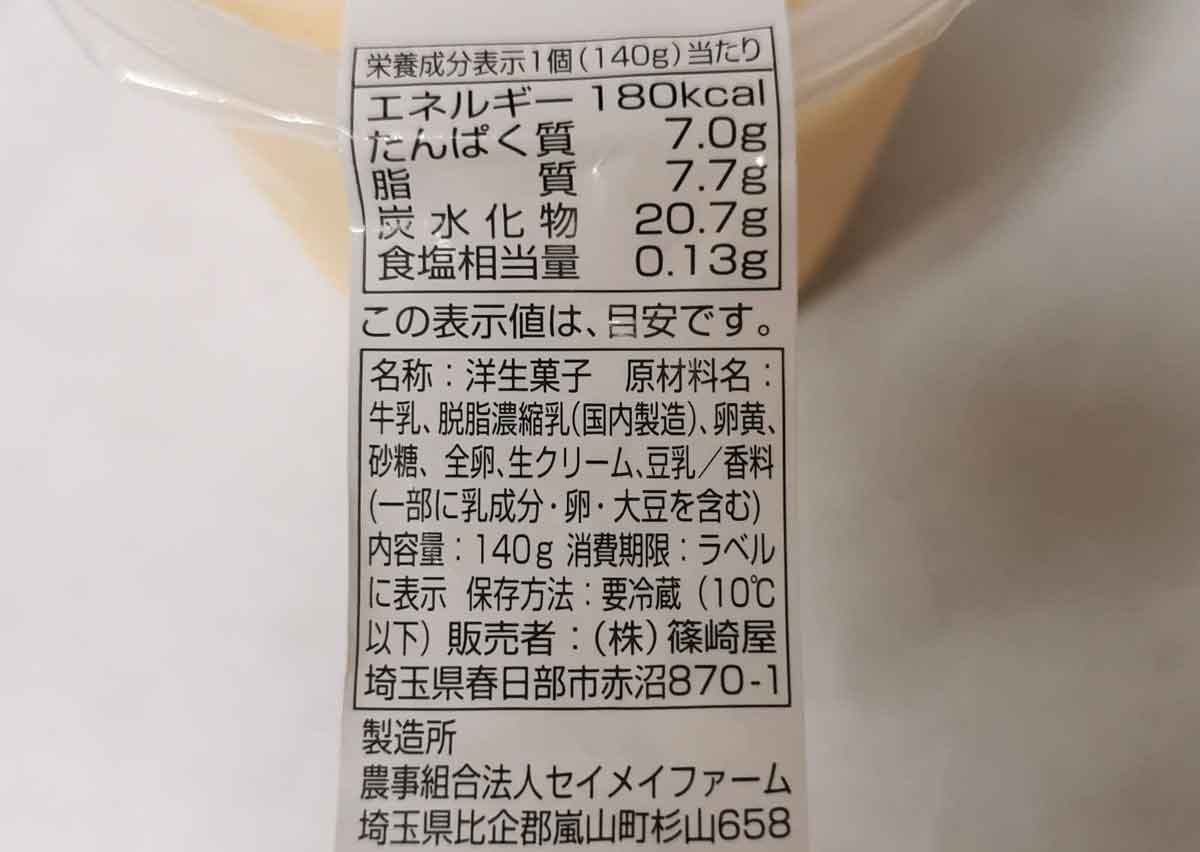 栄養成分表示1個(140g)当たり
エネルギー 180kcal
たんぱく質 7.0g
脂質 7.7g
炭水化物 20.7g
食塩相当量 0.13g
この表示値は、目安です。
名称：洋生菓子 原材料名：
牛乳、脱脂濃縮乳(国内製造)、卵黄、
砂糖、全卵、生クリーム、豆乳／香料
(一部に乳成分・卵・大豆を含む)
内容量：140g 消費期限：ラベル
に表示 保存方法：要冷蔵（10℃
以下）販売者：(株)篠崎屋
埼玉県春日部市赤沼870-1
製造所
農事組合法人セイメイファーム
埼玉県比企郡嵐山町杉山658